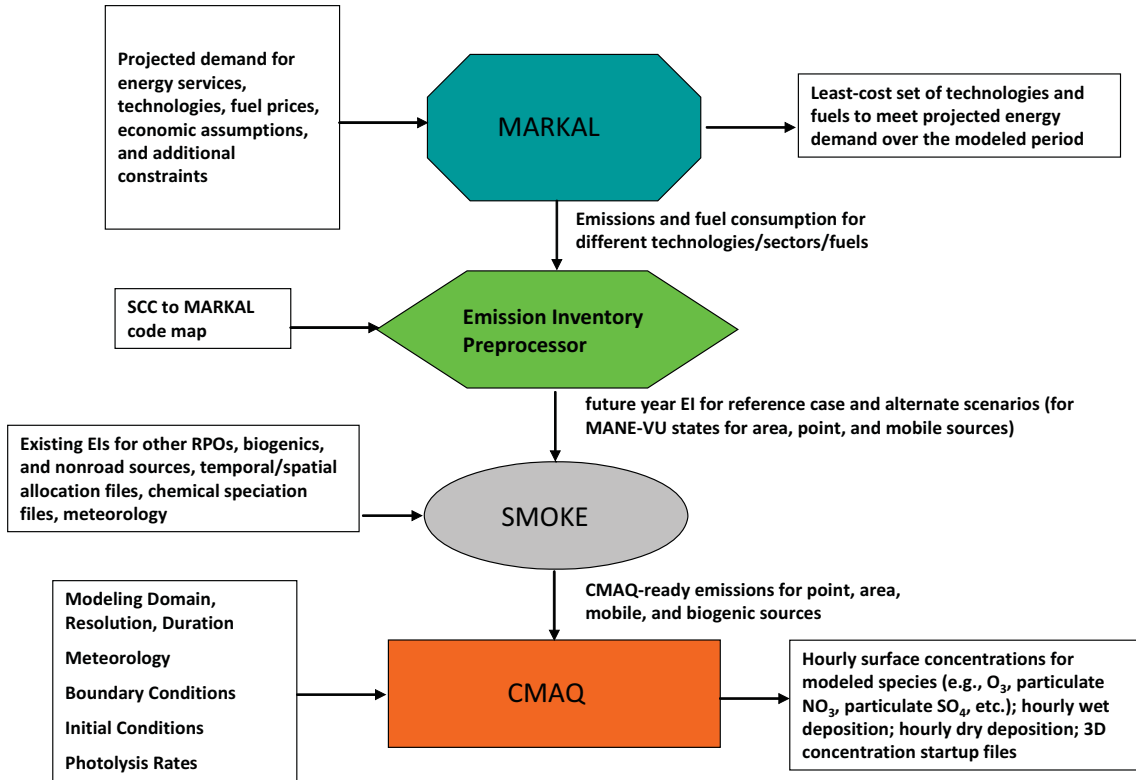 Projected demand for
energy services,
technologies, fuel prices,
economic assumptions,
and additional
constraints
MARKAL
Least-cost set of technologies and
fuels to meet projected energy
demand over the modeled period
Emissions and fuel consumption for
different technologies/sectors/fuels
SCC to MARKAL
code map
Emission Inventory
Preprocessor
future year EI for reference case and alternate scenarios (for
MANE-VU states for area, point, and mobile sources)
Existing EIs for other RPOs, biogenics,
and nonroad sources, temporal/spatial
allocation files, chemical speciation
files, meteorology
SMOKE
CMAQ-ready emissions for point, area,
mobile, and biogenic sources
Modeling Domain,
Resolution, Duration
Meteorology
Boundary Conditions
Initial Conditions
Photolysis Rates
CMAQ
Hourly surface concentrations for
modeled species (e.g., O₃, particulate
NO₃, particulate SO₄, etc.); hourly wet
deposition; hourly dry deposition; 3D
concentration startup files